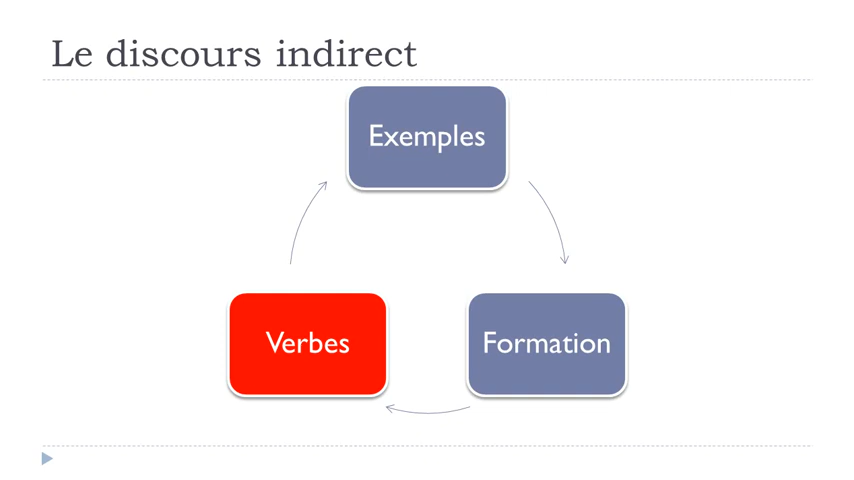 Le discours indirect
Exemples
Formation
Verbes